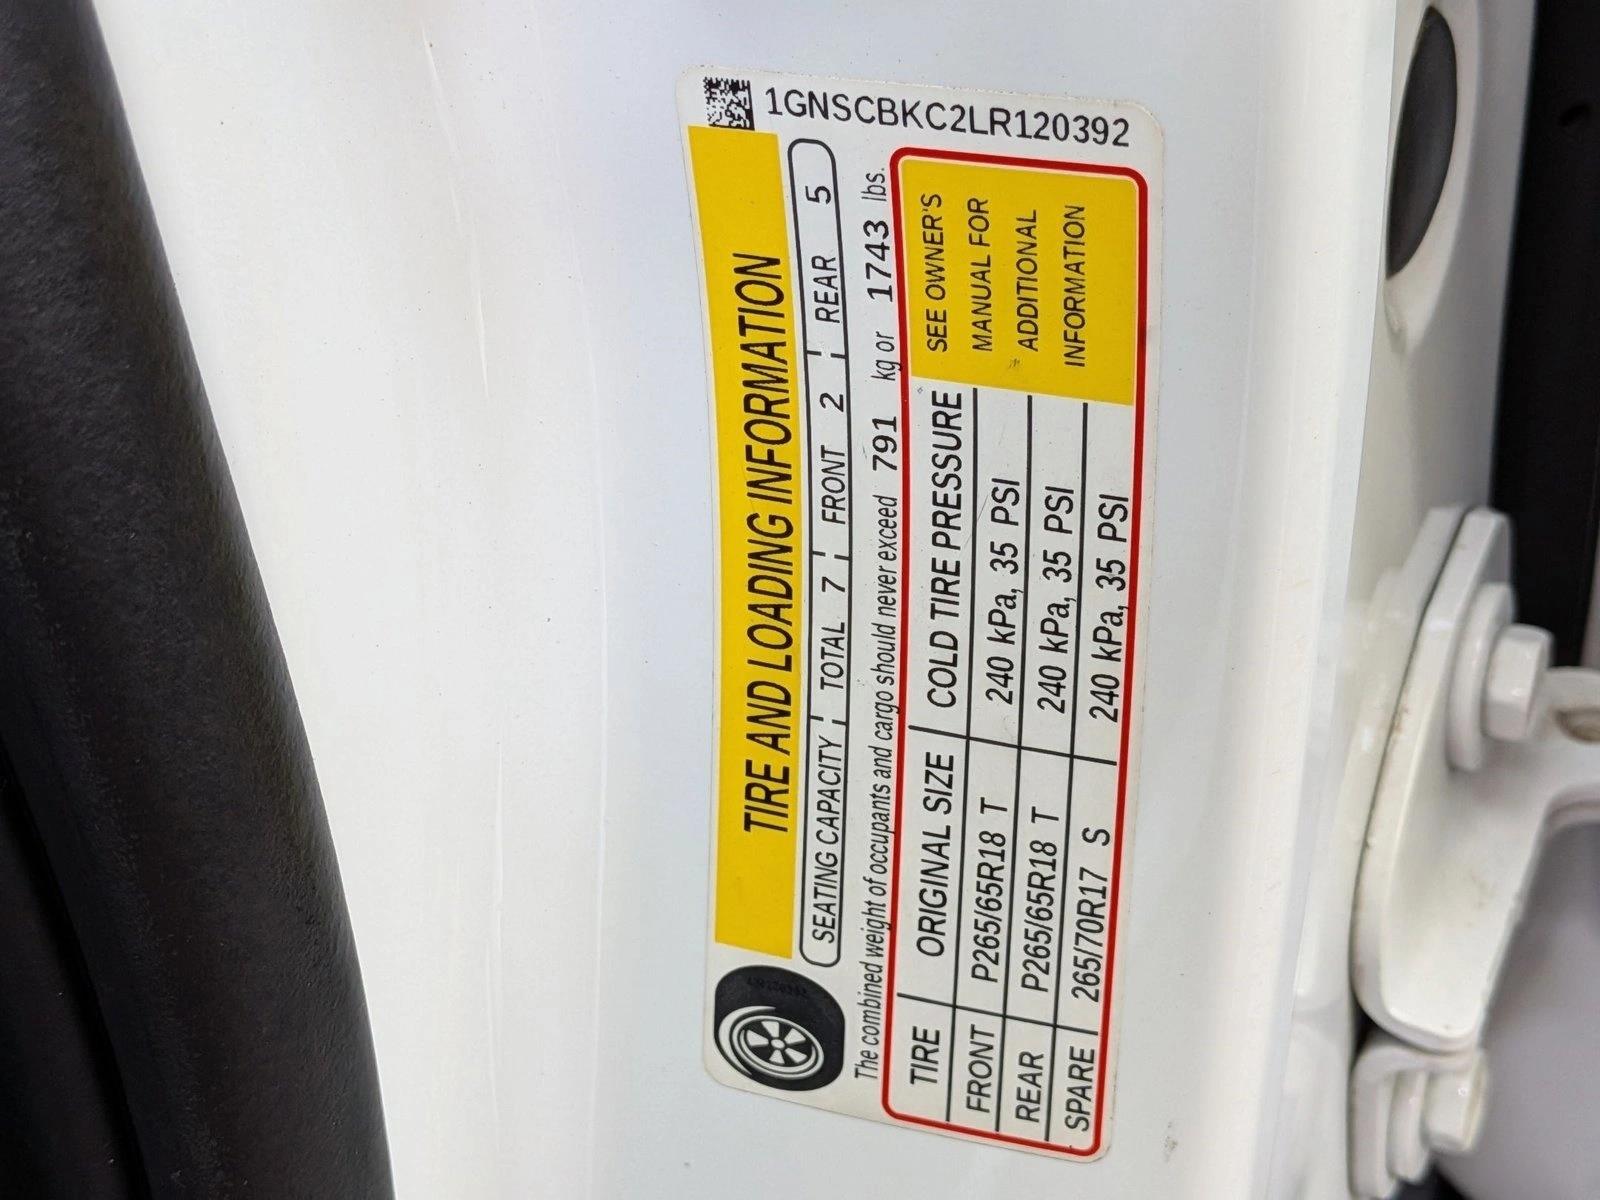 1GNSCBKC2LR120392
TIRE AND LOADING INFORMATION
SEATING CAPACITY TOTAL 7 FRONT 2 REAR 5
The combined weight of occupants and cargo should never exceed 791 kg or 1743 lbs.
TIRE ORIGINAL SIZE COLD TIRE PRESSURE
FRONT P265/65R18 T 240 kPa, 35 PSI
REAR P265/65R18 T 240 kPa, 35 PSI
SPARE 265/70R17 S 240 kPa, 35 PSI
SEE OWNER'S
MANUAL FOR
ADDITIONAL
INFORMATION